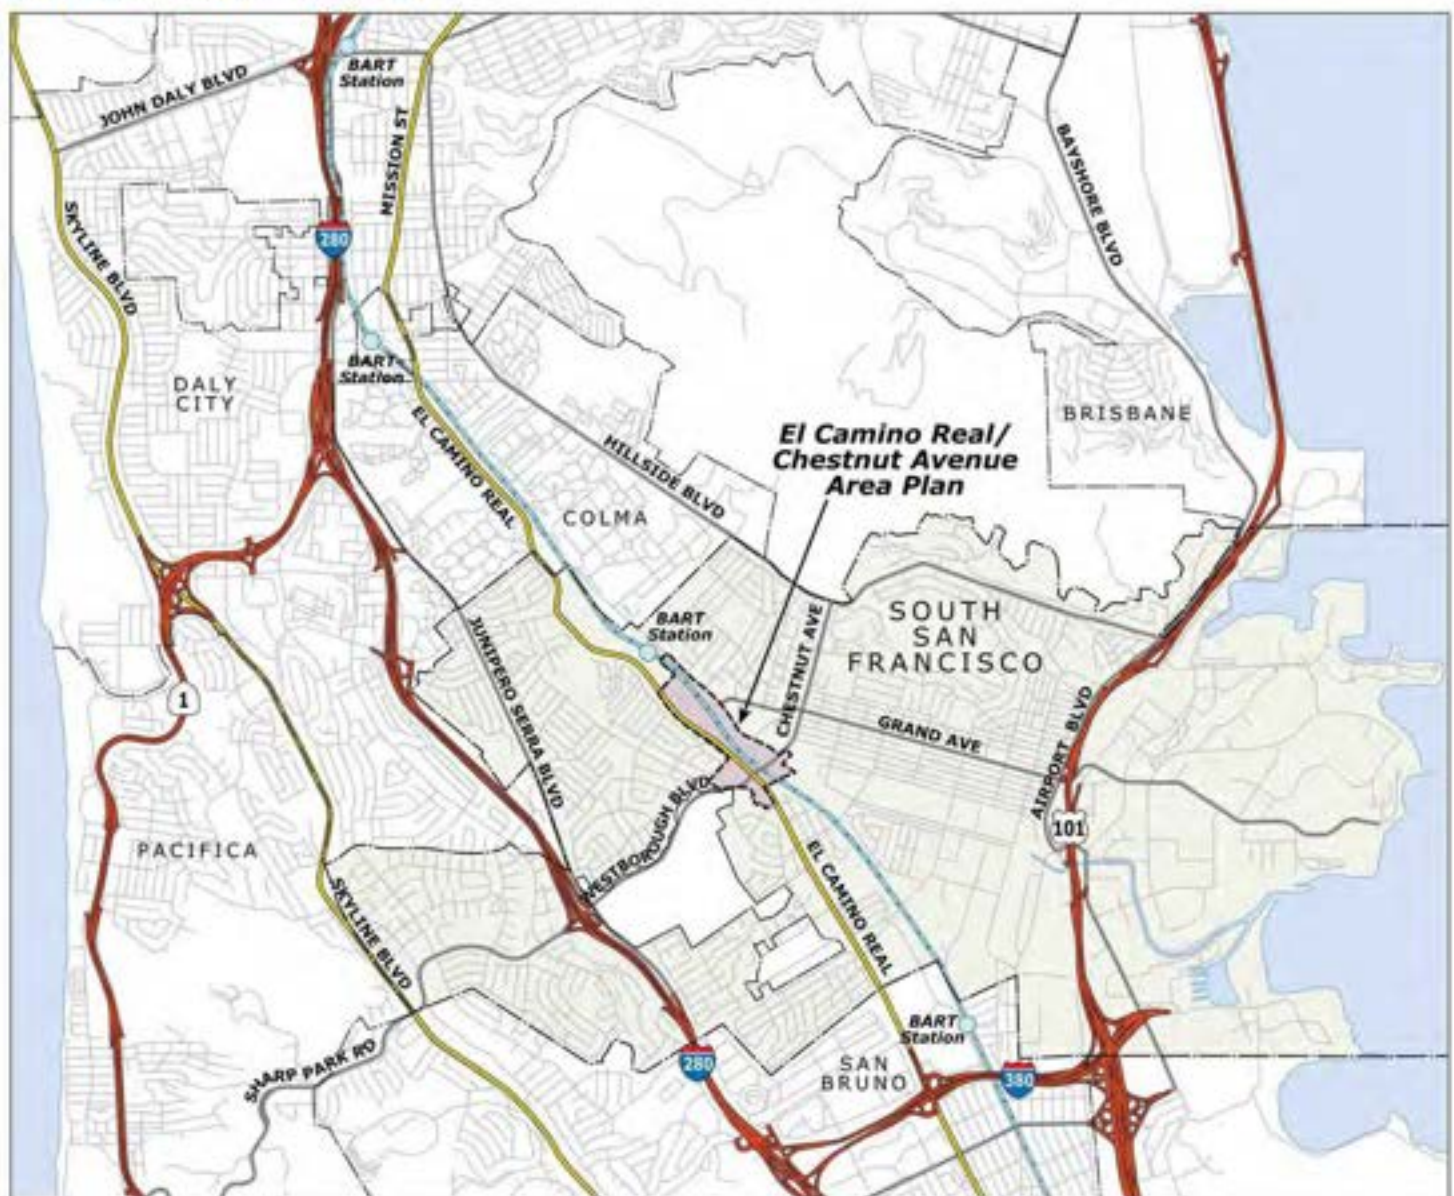 BART
Station
JOHN DALY BLVD
MISSION ST
BAYSHORE BLVD
SKYLINE BLVD
280
BART
Station
DALY
CITY
EL CAMINO REAL
BRISBANE
HILLSIDE BLVD
El Camino Real/
Chestnut Avenue
Area Plan
COLMA
BART
Station
CHESTNUT AVE
SOUTH
SAN
FRANCISCO
JUNIPERO SERRA BLVD
1
GRAND AVE
AIRPORT BLVD
WESTBOROUGH BLVD
101
PACIFICA
EL CAMINO REAL
SKYLINE BLVD
BART
Station
SHARP PARK RD
280
SAN
BRUNO
380